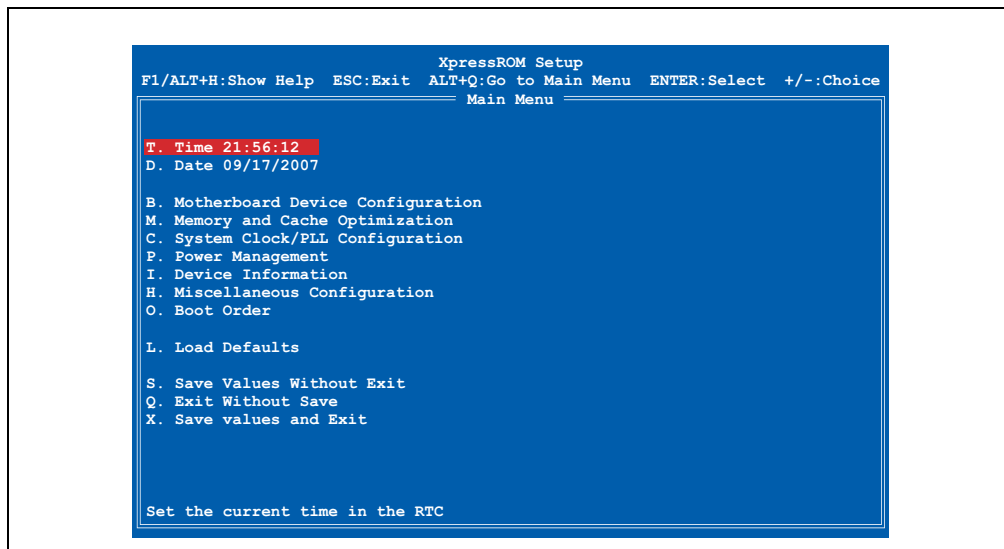 XpressROM Setup
F1/ALT+H:Show Help ESC:Exit ALT+Q:Go to Main Menu ENTER:Select +/-:Choice
Main Menu
T. Time 21:56:12
D. Date 09/17/2007
B. Motherboard Device Configuration
M. Memory and Cache Optimization
C. System Clock/PLL Configuration
P. Power Management
I. Device Information
H. Miscellaneous Configuration
O. Boot Order
L. Load Defaults
S. Save Values Without Exit
Q. Exit Without Save
X. Save values and Exit
Set the current time in the RTC